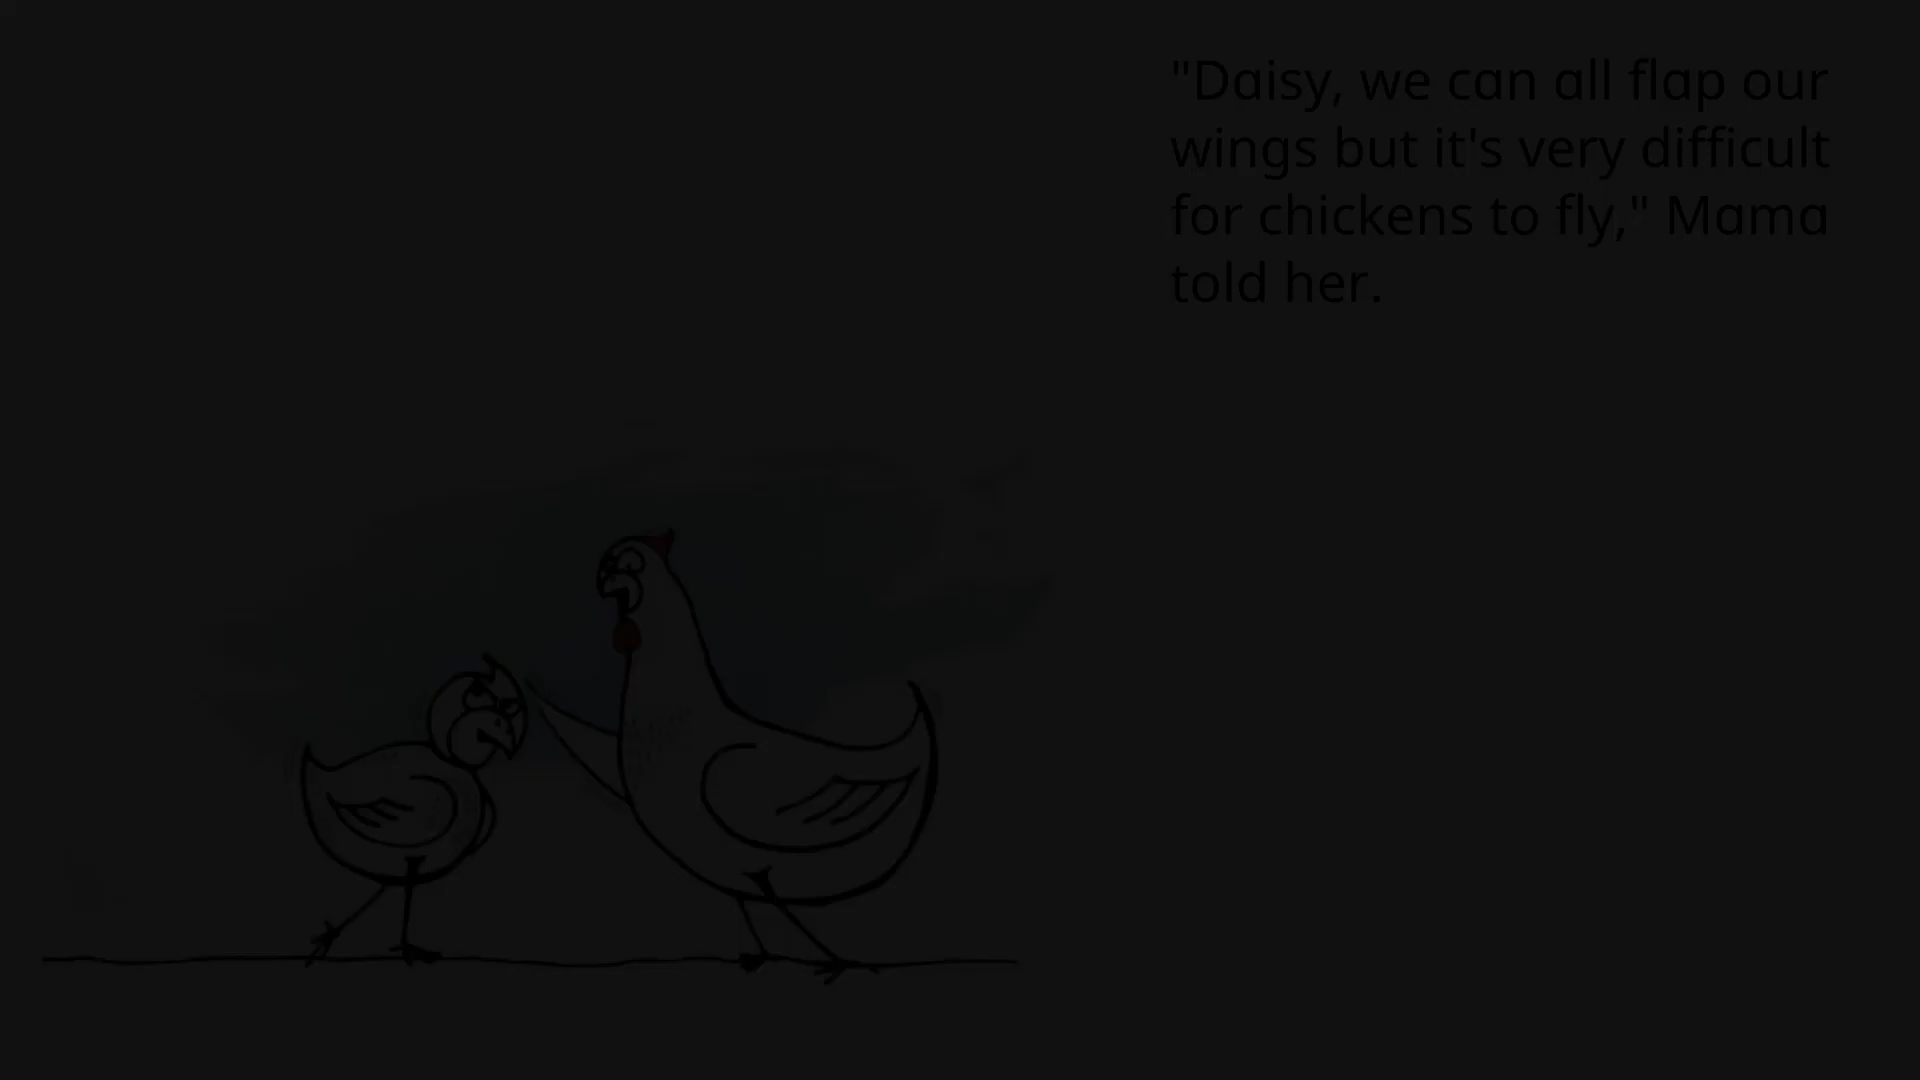 "Daisy, we can all flap our
wings but it's very difficult
for chickens to fly," Mama
told her.